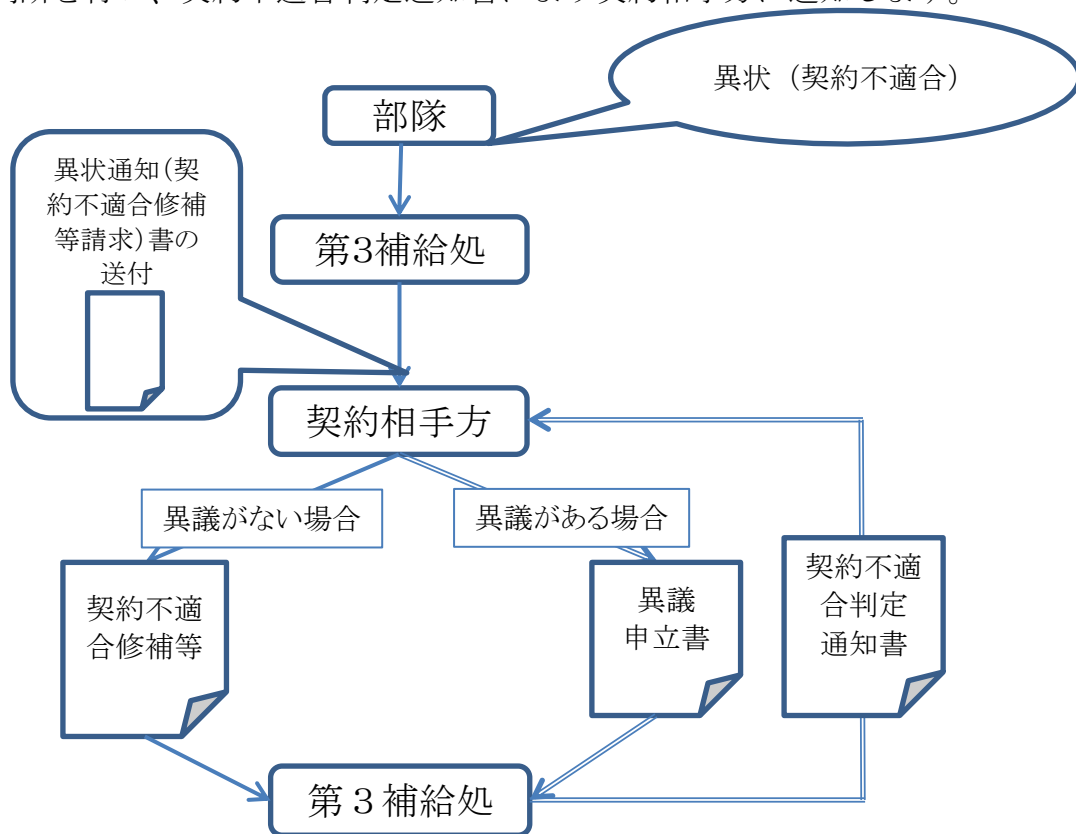 異状（契約不適合）
部隊
異状通知（契
約不適合修補
等請求）書の
送付
第３補給処
契約相手方
異議がない場合
異議がある場合
契約不適
合修補等
異議
申立書
契約不適
合判定
通知書
第３補給処